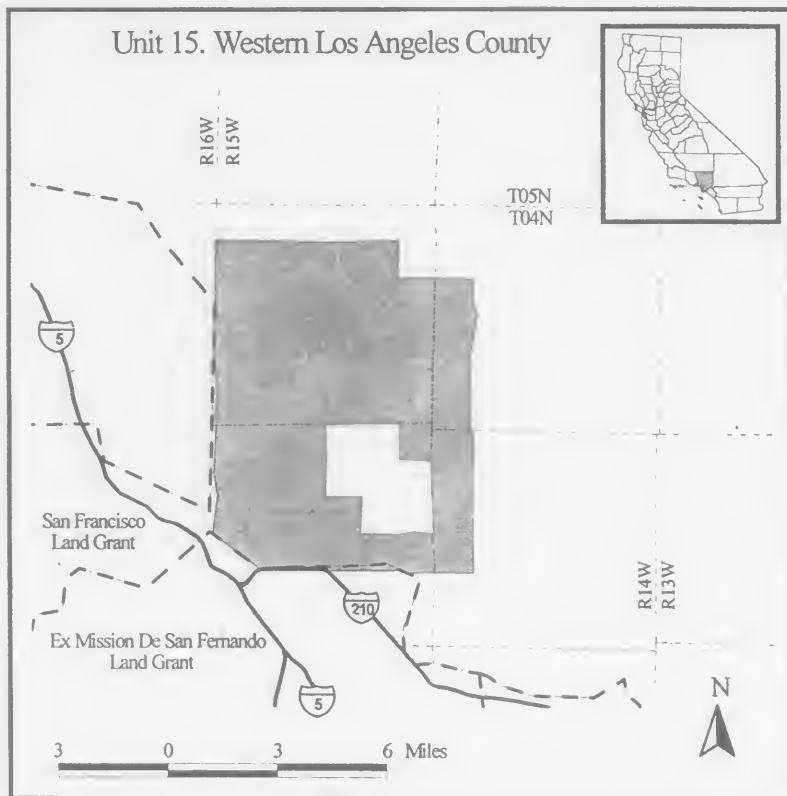 Unit 15. Western Los Angeles County
R16W
R15W
T05N
T04N
5
San Francisco
Land Grant
R14W
R13W
210
Ex Mission De San Fernando
Land Grant
5
N
3 0 3 6 Miles